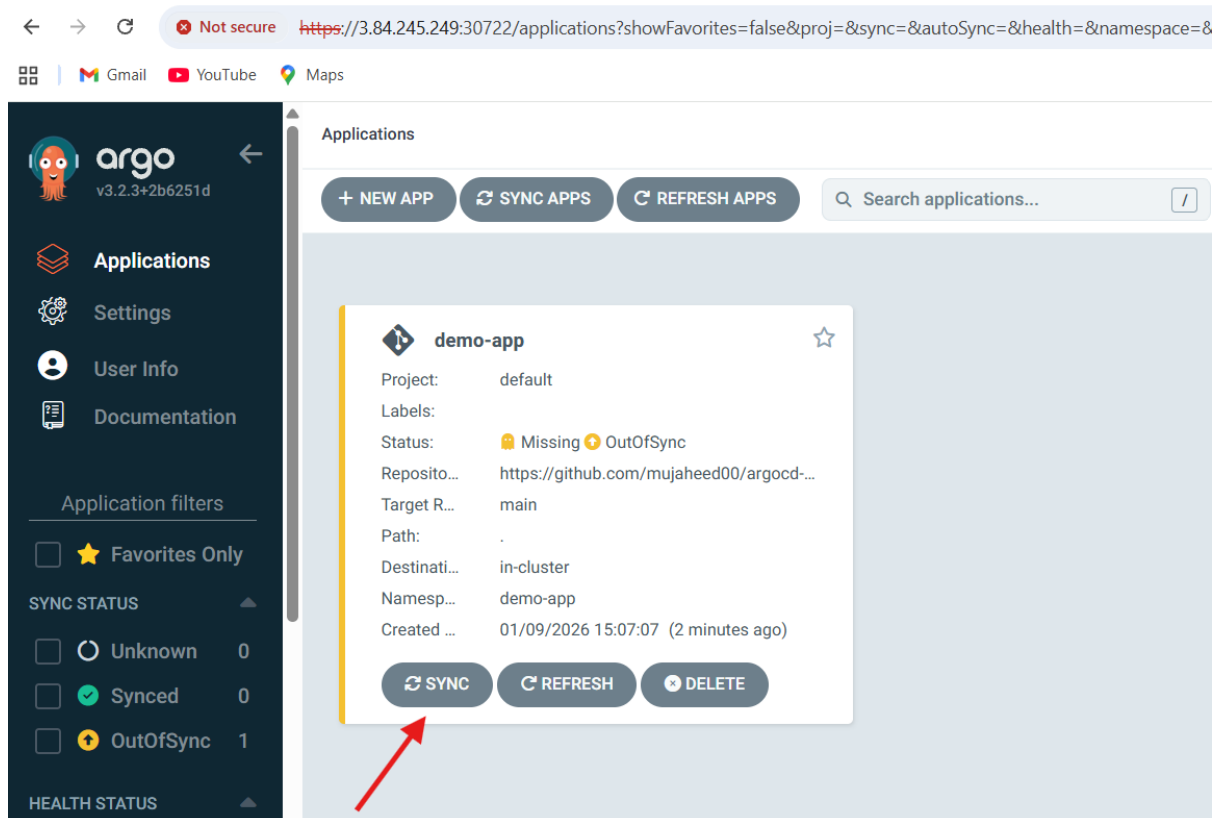 Not secure https://3.84.245.249:30722/applications?showFavorites=false&proj=&sync=&autoSync=&health=&namespace=&
Gmail YouTube Maps
argo
v3.2.3+2b6251d
Applications
Settings
User Info
Documentation
Application filters
Favorites Only
SYNC STATUS
Unknown 0
Synced 0
OutOfSync 1
HEALTH STATUS
Applications
+ NEW APP SYNC APPS REFRESH APPS Search applications... /
demo-app
Project: default
Labels:
Status: Missing OutOfSync
Reposito... https://github.com/mujaheed00/argocd-...
Target R... main
Path: .
Destinati... in-cluster
Namesp... demo-app
Created ... 01/09/2026 15:07:07 (2 minutes ago)
SYNC REFRESH DELETE